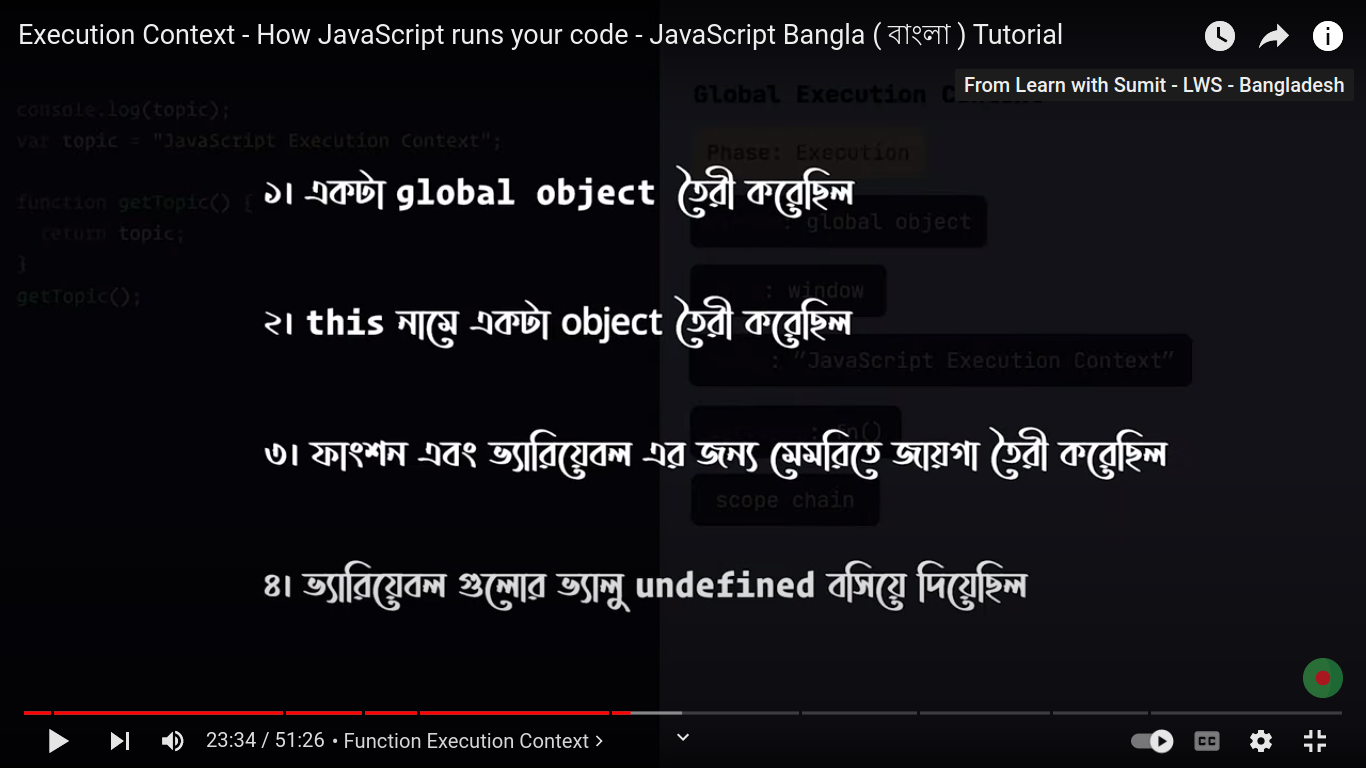 Execution Context - How JavaScript runs your code - JavaScript Bangla ( বাংলা ) Tutorial
From Learn with Sumit - LWS - Bangladesh
console.log(topic);
var topic = "JavaScript Execution Context";
function getTopic() {
return topic;
}
getTopic();
Global Execution
Phase: Execution
: global object
: window
: "JavaScript Execution Context"
scope chain
১। একটা global object তৈরী করেছিল
২। this নামে একটা object তৈরী করেছিল
৩। ফাংশন এবং ভ্যারিয়েবল এর জন্য মেমরিতে জায়গা তৈরী করেছিল
৪। ভ্যারিয়েবল গুলোর ভ্যালু undefined বসিয়ে দিয়েছিল
23:34 / 51:26 • Function Execution Context >
CC